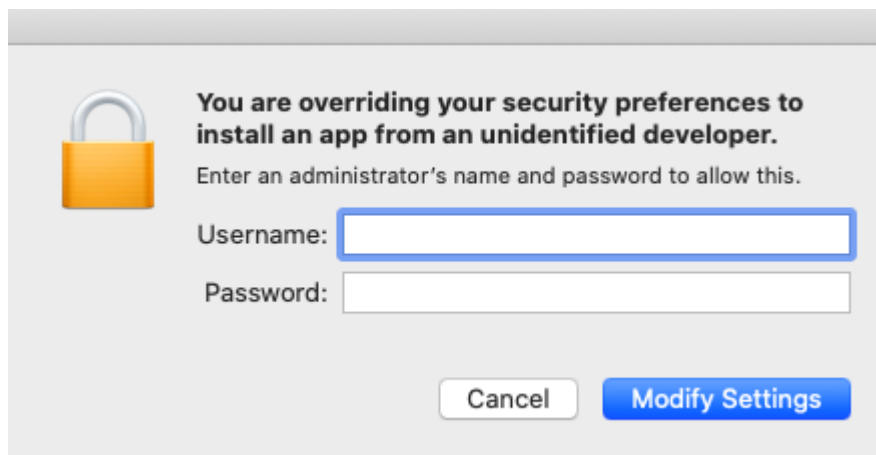 You are overriding your security preferences to
install an app from an unidentified developer.
Enter an administrator’s name and password to allow this.
Username:
Password:
Cancel Modify Settings